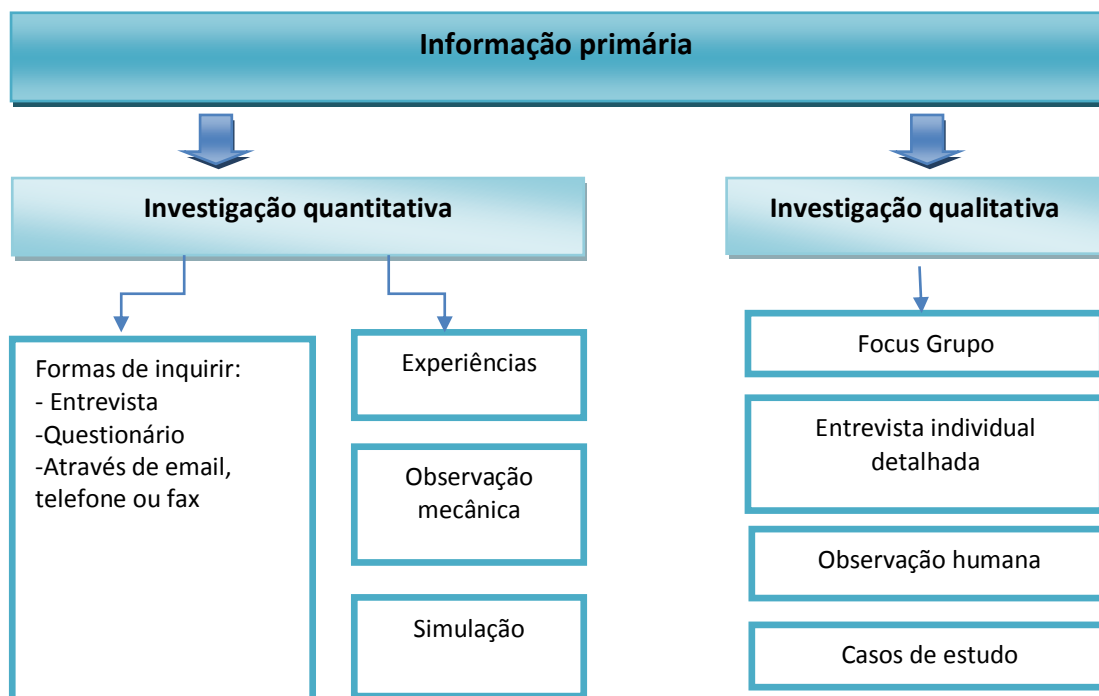 Informação primária
Investigação quantitativa
Investigação qualitativa
Formas de inquirir:
- Entrevista
-Questionário
-Através de email,
telefone ou fax
Experiências
Observação
mecânica
Simulação
Focus Grupo
Entrevista individual
detalhada
Observação humana
Casos de estudo